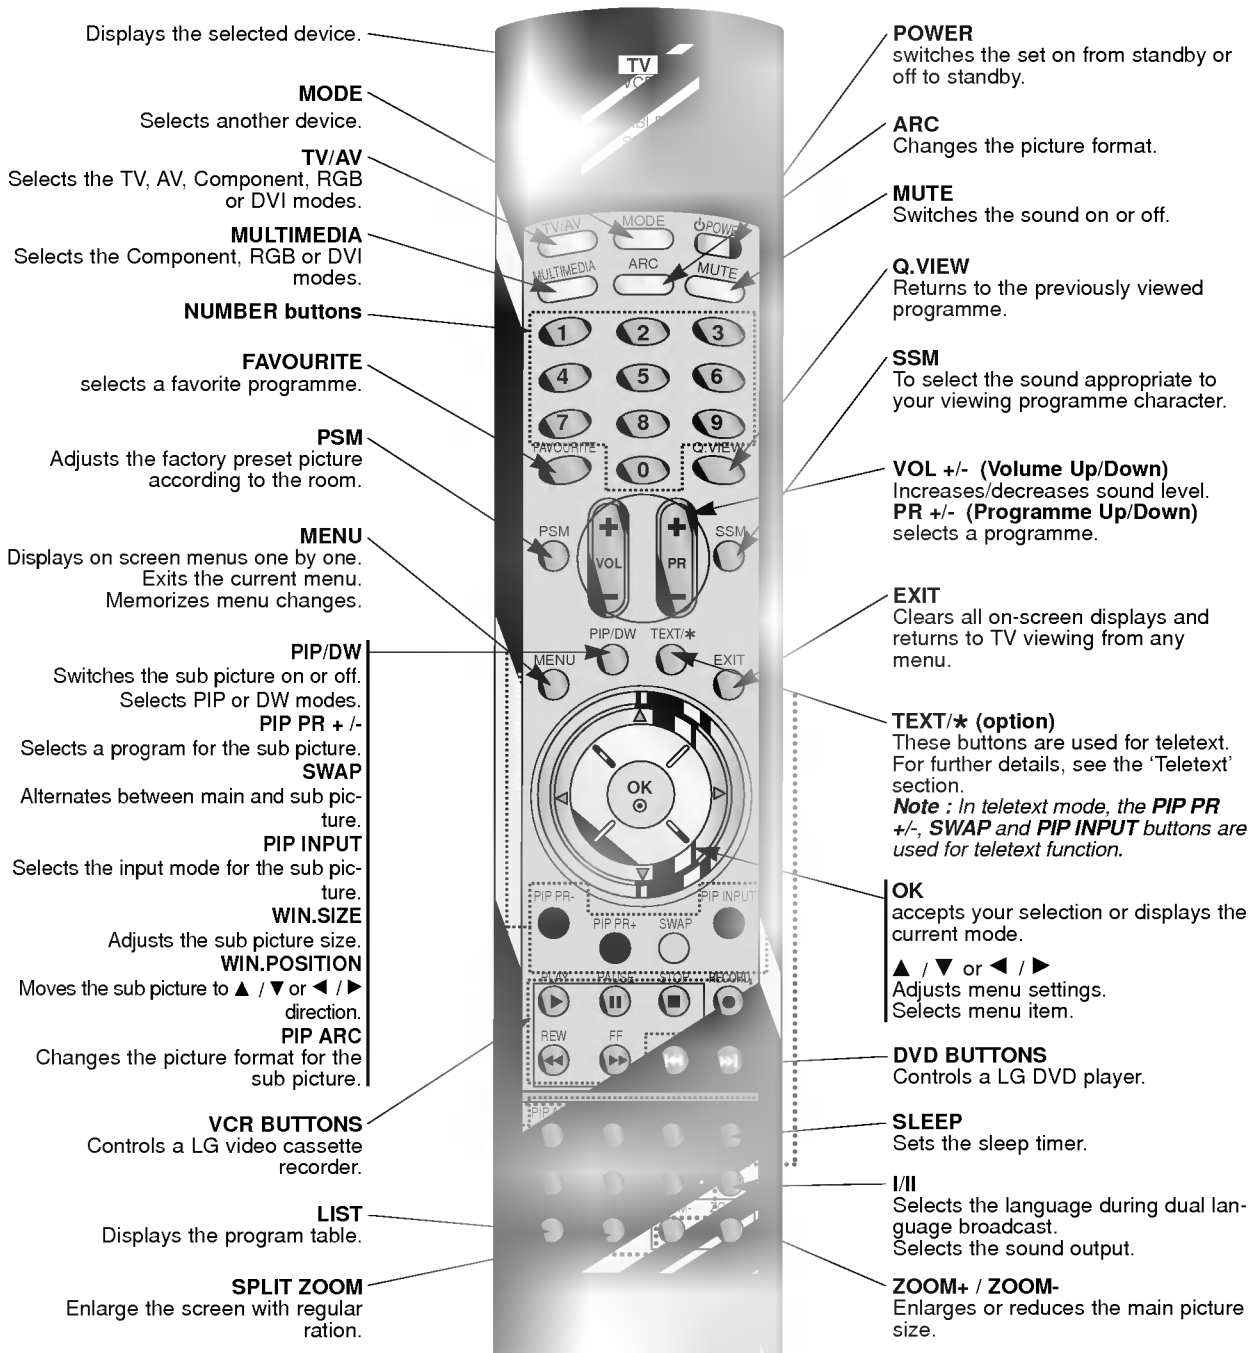 Displays the selected device.
MODE
Selects another device.
TV/AV
Selects the TV, AV, Component, RGB
or DVI modes.
MULTIMEDIA
Selects the Component, RGB or DVI
modes.
NUMBER buttons
FAVOURITE
selects a favorite programme.
PSM
Adjusts the factory preset picture
according to the room.
MENU
Displays on screen menus one by one.
Exits the current menu.
Memorizes menu changes.
PIP/DW
Switches the sub picture on or off.
Selects PIP or DW modes.
PIP PR + /-
Selects a program for the sub picture.
SWAP
Alternates between main and sub pic-
ture.
PIP INPUT
Selects the input mode for the sub pic-
ture.
WIN.SIZE
Adjusts the sub picture size.
WIN.POSITION
Moves the sub picture to ▲ / ▼ or ◀ / ▶
direction.
PIP ARC
Changes the picture format for the
sub picture.
VCR BUTTONS
Controls a LG video cassette
recorder.
LIST
Displays the program table.
SPLIT ZOOM
Enlarge the screen with regular
ration.
TV
TV/AV
MODE
POWER
MULTIMEDIA
ARC
MUTE
1
2
3
4
5
6
7
8
9
FAVOURITE
0
Q.VIEW
PSM
+
VOL
-
+
PR
-
SSM
PIP/DW
TEXT/*
MENU
EXIT
OK
PIP PR-
PIP PR+
SWAP
PIP INPUT
PLAY
PAUSE
STOP
RECORD
REW
FF
POWER
switches the set on from standby or
off to standby.
ARC
Changes the picture format.
MUTE
Switches the sound on or off.
Q.VIEW
Returns to the previously viewed
programme.
SSM
To select the sound appropriate to
your viewing programme character.
VOL +/- (Volume Up/Down)
Increases/decreases sound level.
PR +/- (Programme Up/Down)
selects a programme.
EXIT
Clears all on-screen displays and
returns to TV viewing from any
menu.
TEXT/* (option)
These buttons are used for teletext.
For further details, see the ‘Teletext’
section.
Note : In teletext mode, the PIP PR
+/-, SWAP and PIP INPUT buttons are
used for teletext function.
OK
accepts your selection or displays the
current mode.
▲ / ▼ or ◀ / ▶
Adjusts menu settings.
Selects menu item.
DVD BUTTONS
Controls a LG DVD player.
SLEEP
Sets the sleep timer.
I/II
Selects the language during dual lan-
guage broadcast.
Selects the sound output.
ZOOM+ / ZOOM-
Enlarges or reduces the main picture
size.